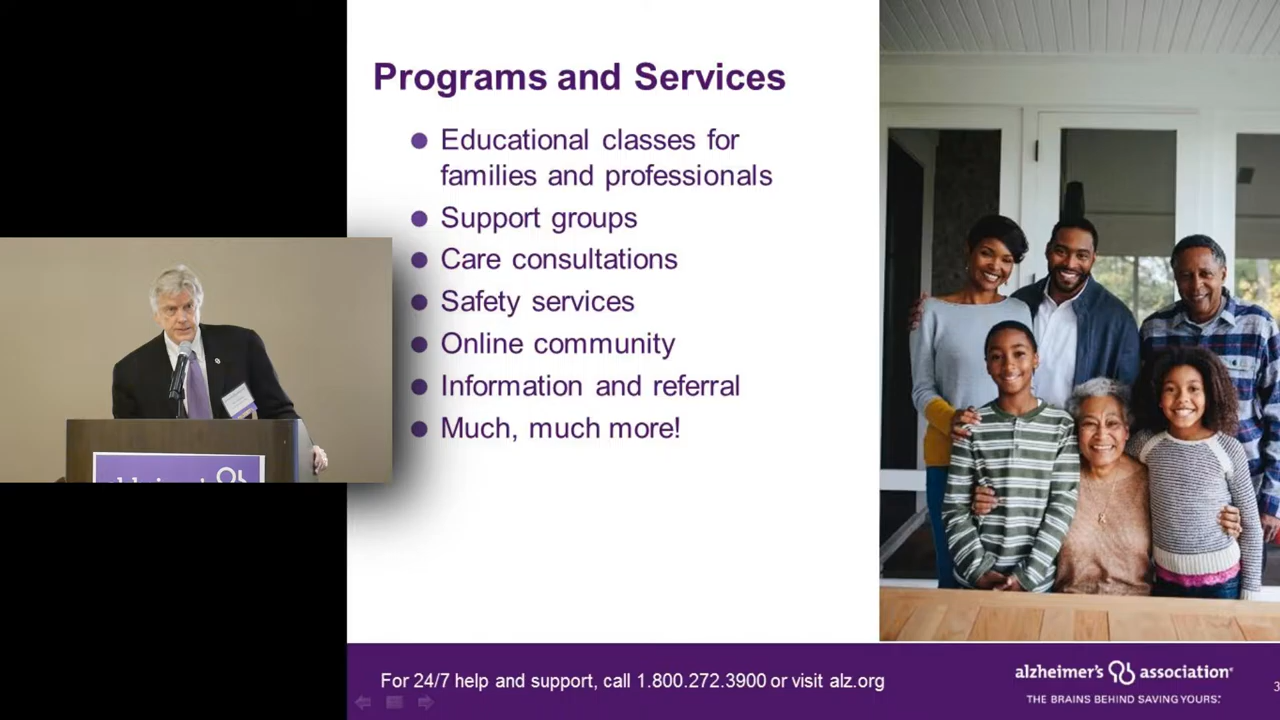 Programs and Services
Educational classes for
families and professionals
Support groups
Care consultations
Safety services
Online community
Information and referral
Much, much more!
For 24/7 help and support, call 1.800.272.3900 or visit alz.org
alzheimer's association®
THE BRAINS BEHIND SAVING YOURS.™
3